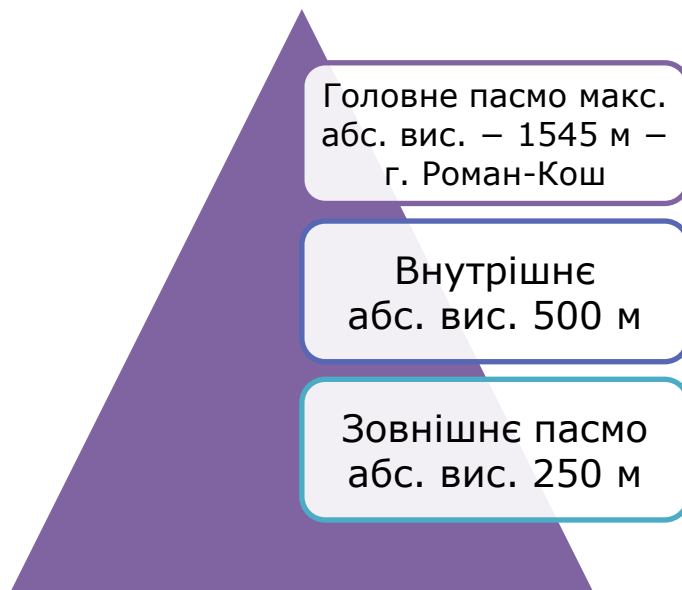 Головне пасмо макс.
абс. вис. − 1545 м −
г. Роман-Кош
Внутрішнє
абс. вис. 500 м
Зовнішнє пасмо
абс. вис. 250 м